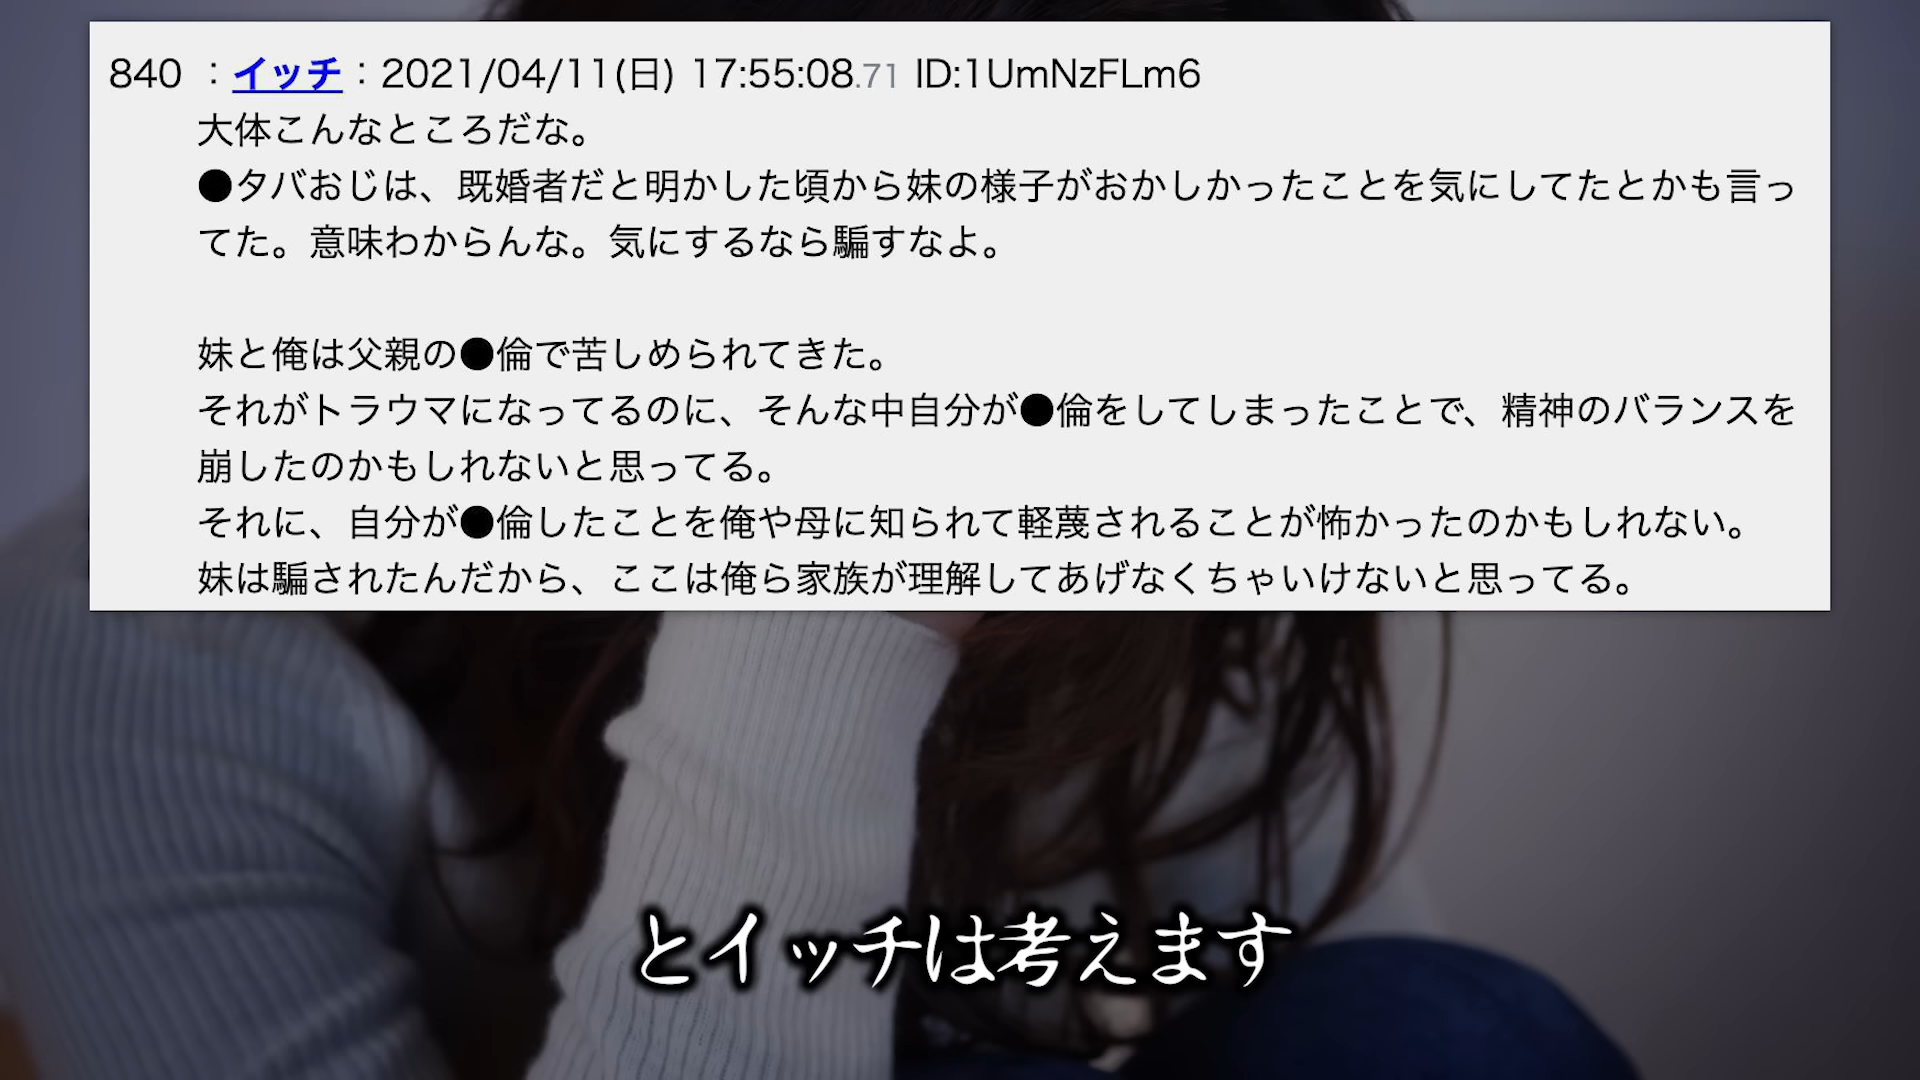 840 ：イッチ：2021/04/11(日) 17:55:08.71 ID:1UmNzFLm6
大体こんなところだな。
●タバおじは、既婚者だと明かした頃から妹の様子がおかしかったことを気にしてたとかも言っ
てた。意味わからんな。気にするなら騙すなよ。
妹と俺は父親の●倫で苦しめられてきた。
それがトラウマになってるのに、そんな中自分が●倫をしてしまったことで、精神のバランスを
崩したのかもしれないと思ってる。
それに、自分が●倫したことを俺や母に知られて軽蔑されることが怖かったのかもしれない。
妹は騙されたんだから、ここは俺ら家族が理解してあげなくちゃいけないと思ってる。
とイッチは考えます